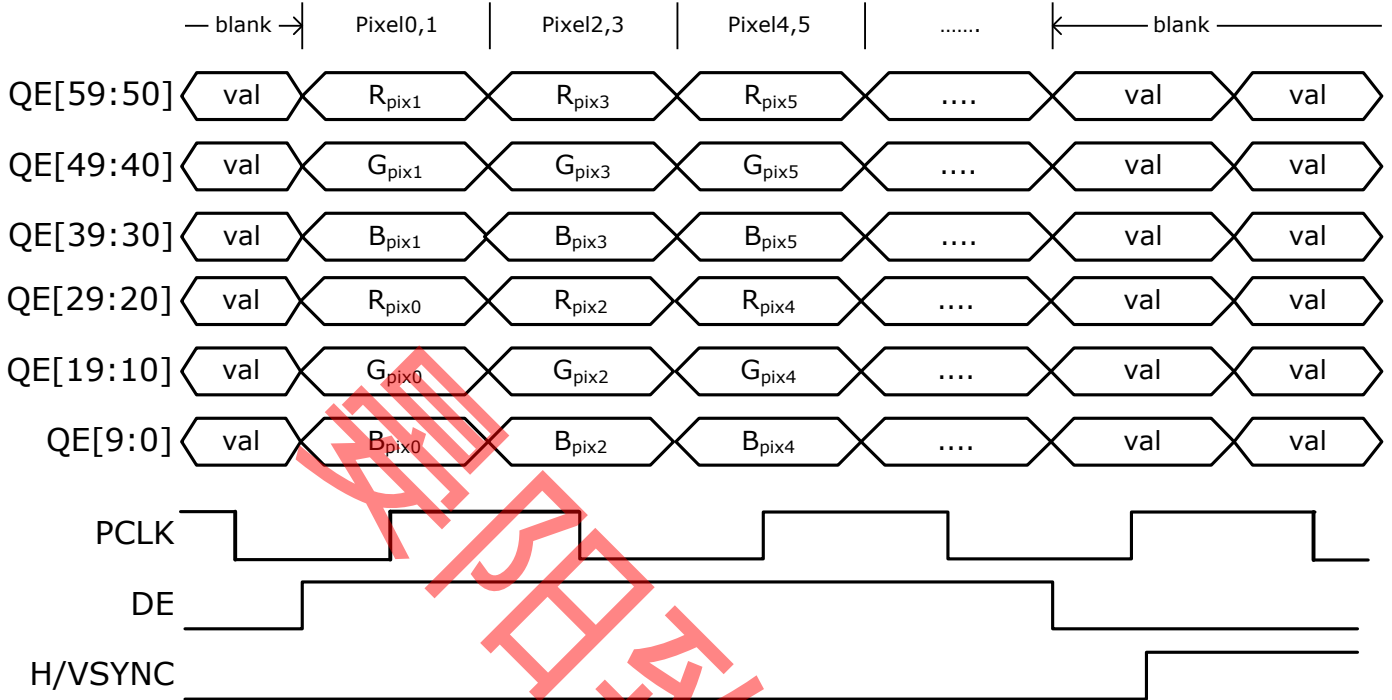 blank Pixel0,1 Pixel2,3 Pixel4,5 ……. blank
QE[59:50] val Rpix1 Rpix3 Rpix5 .... val val
QE[49:40] val Gpix1 Gpix3 Gpix5 .... val val
QE[39:30] val Bpix1 Bpix3 Bpix5 .... val val
QE[29:20] val Rpix0 Rpix2 Rpix4 .... val val
QE[19:10] val Gpix0 Gpix2 Gpix4 .... val val
QE[9:0] val Bpix0 Bpix2 Bpix4 .... val val
PCLK
DE
H/VSYNC